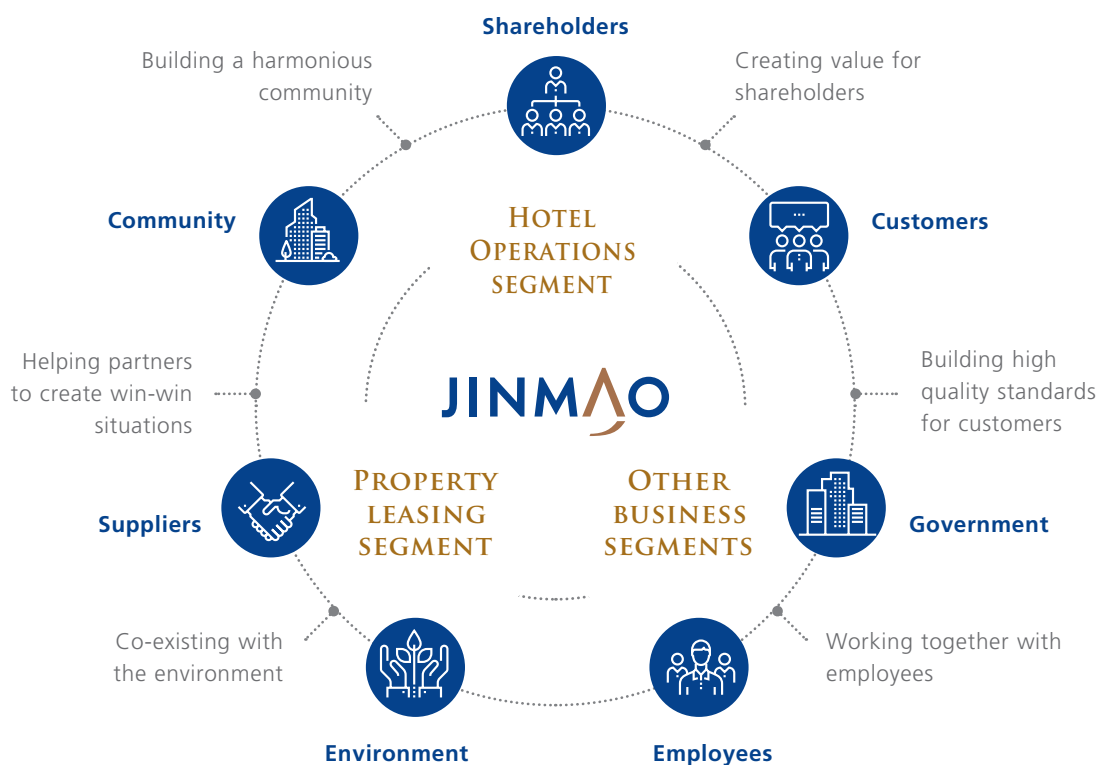 Shareholders
Building a harmonious
community
Creating value for
shareholders
Community
...
Customers
HOTEL
OPERATIONS
SEGMENT
Helping partners
to create win-win
situations
JINMAO
Building high
quality standards
for customers
Suppliers
PROPERTY
LEASING
SEGMENT
OTHER
BUSINESS
SEGMENTS
Government
Co-existing with
the environment
Working together with
employees
Environment
Employees